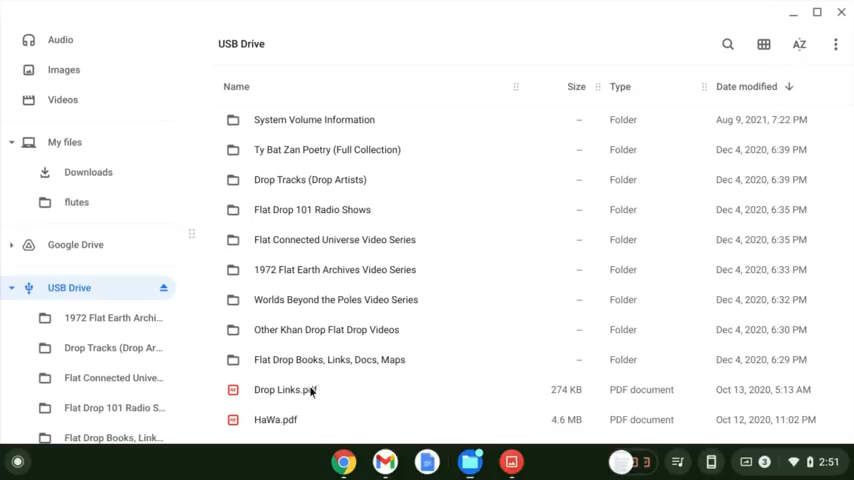 Audio
Images
Videos
My files
Downloads
flutes
Google Drive
USB Drive
1972 Flat Earth Archi...
Drop Tracks (Drop Ar...
Flat Connected Unive...
Flat Drop 101 Radio S...
Flat Drop Books, Link...
USB Drive
AZ
Name Size Type Date modified
System Volume Information – Folder Aug 9, 2021, 7:22 PM
Ty Bat Zan Poetry (Full Collection) – Folder Dec 4, 2020, 6:39 PM
Drop Tracks (Drop Artists) – Folder Dec 4, 2020, 6:39 PM
Flat Drop 101 Radio Shows – Folder Dec 4, 2020, 6:35 PM
Flat Connected Universe Video Series – Folder Dec 4, 2020, 6:35 PM
1972 Flat Earth Archives Video Series – Folder Dec 4, 2020, 6:33 PM
Worlds Beyond the Poles Video Series – Folder Dec 4, 2020, 6:32 PM
Other Khan Drop Flat Drop Videos – Folder Dec 4, 2020, 6:30 PM
Flat Drop Books, Links, Docs, Maps – Folder Dec 4, 2020, 6:29 PM
Drop Links.pdf 274 KB PDF document Oct 13, 2020, 5:13 AM
HaWa.pdf 4.6 MB PDF document Oct 12, 2020, 11:02 PM
3 2:51